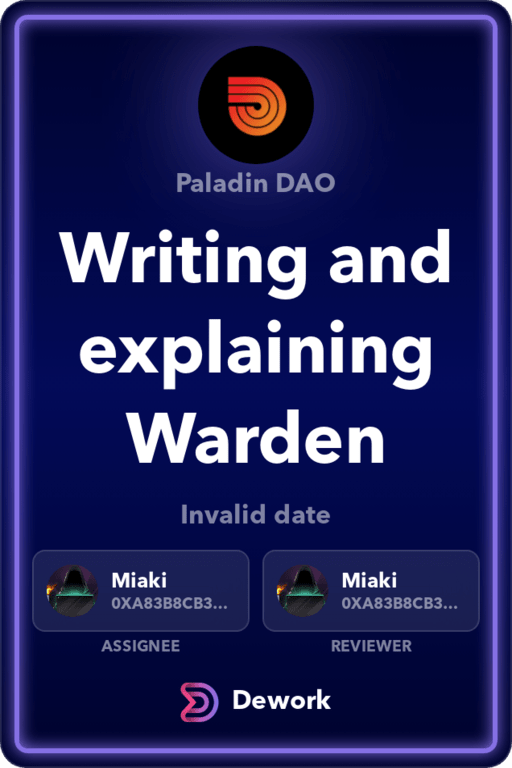 Paladin DAO
Writing and
explaining
Warden
Invalid date
Miaki
0XA83B8CB3...
ASSIGNEE
Miaki
0XA83B8CB3...
REVIEWER
Dework